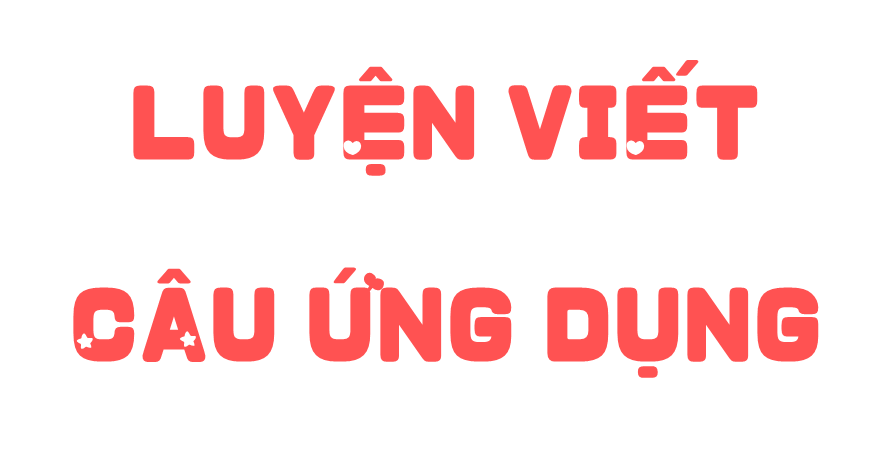 LUYỆN VIẾT
CÂU ỨNG DỤNG